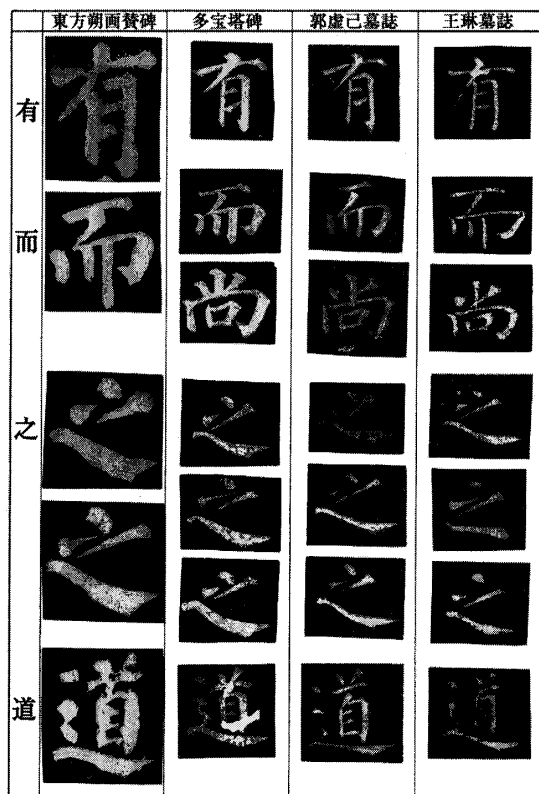 東方朔画賛碑 多宝塔碑 郭虚己墓誌 王琳墓誌
有 有 有 有 有
而 而 而 而 而
尚 尚 尚
之 之 之 之 之
之 之 之 之
之 之 之
道 道 道 道 道